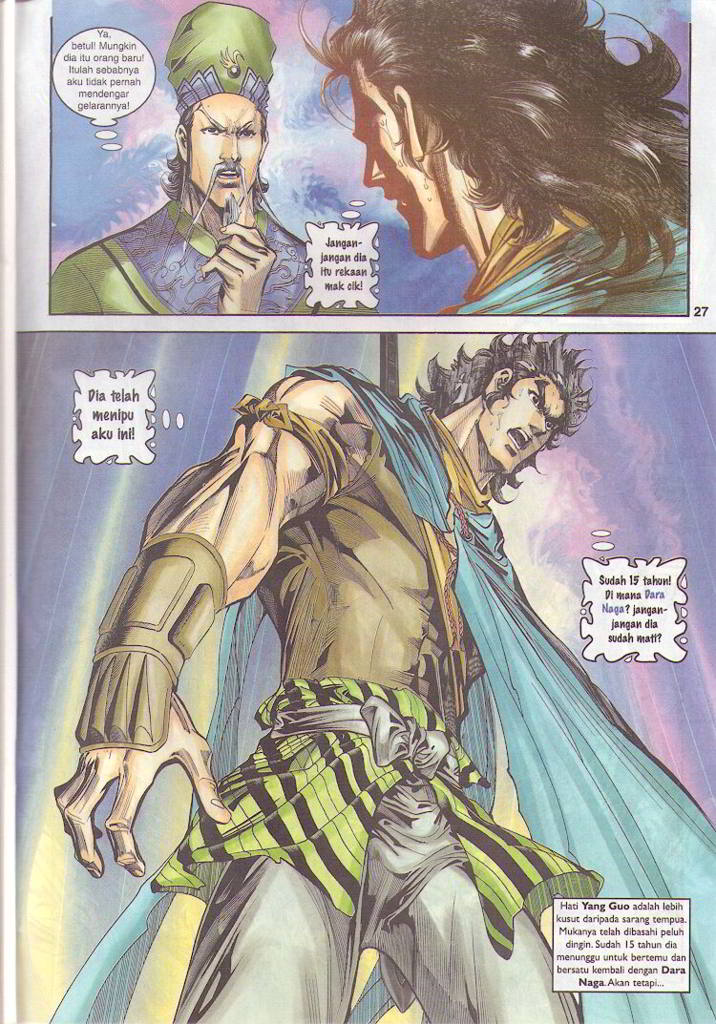 Ya,
betul! Mungkin
dia itu orang baru!
Itulah sebabnya
aku tidak pernah
mendengar
gelarannya!
Jangan-
jangan dia
itu rekaan
mak cik!
27
Dia telah
menipu
aku ini!
Sudah 15 tahun!
Di mana Dara
Naga? jangan-
jangan dia
sudah mati?
Hati Yang Guo adalah lebih
kusut daripada sarang tempua.
Mukanya telah dibasahi peluh
dingin. Sudah 15 tahun dia
menunggu untuk bertemu dan
bersatu kembali dengan Dara
Naga. Akan tetapi...